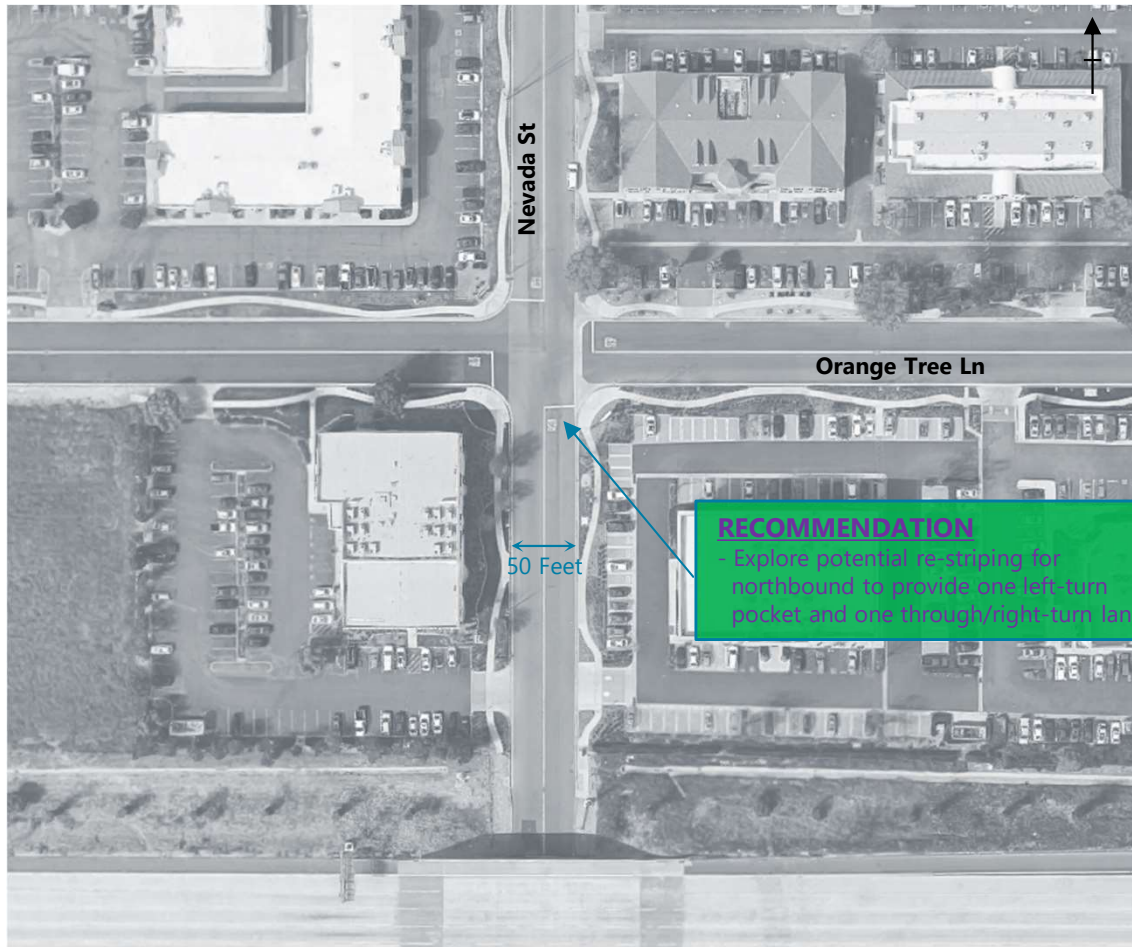 Nevada St
Orange Tree Ln
50 Feet
RECOMMENDATION
- Explore potential re-striping for
northbound to provide one left-turn
pocket and one through/right-turn lan